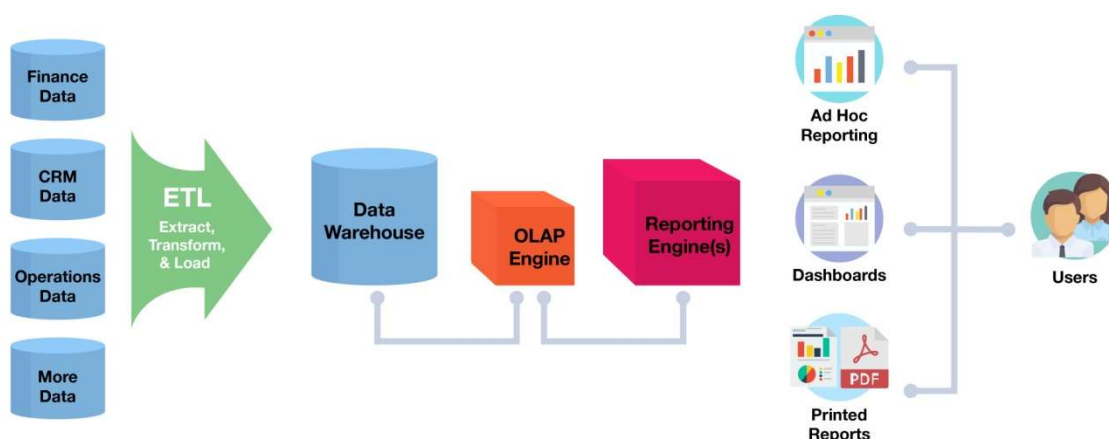 Finance
Data
CRM
Data
Operations
Data
More
Data
ETL
Extract,
Transform,
& Load
Data
Warehouse
OLAP
Engine
Reporting
Engine(s)
Ad Hoc
Reporting
Dashboards
PDF
Printed
Reports
Users